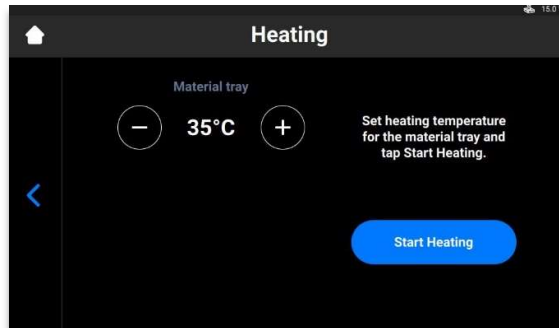 15.0
Heating
Material tray
35°C
Set heating temperature
for the material tray and
tap Start Heating.
Start Heating